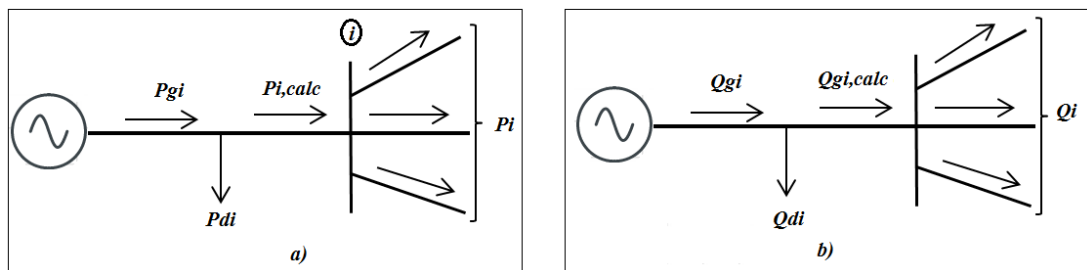 i
Pgi
Pi,calc
Pi
Pdi
a)
Qgi
Qgi,calc
Qi
Qdi
b)